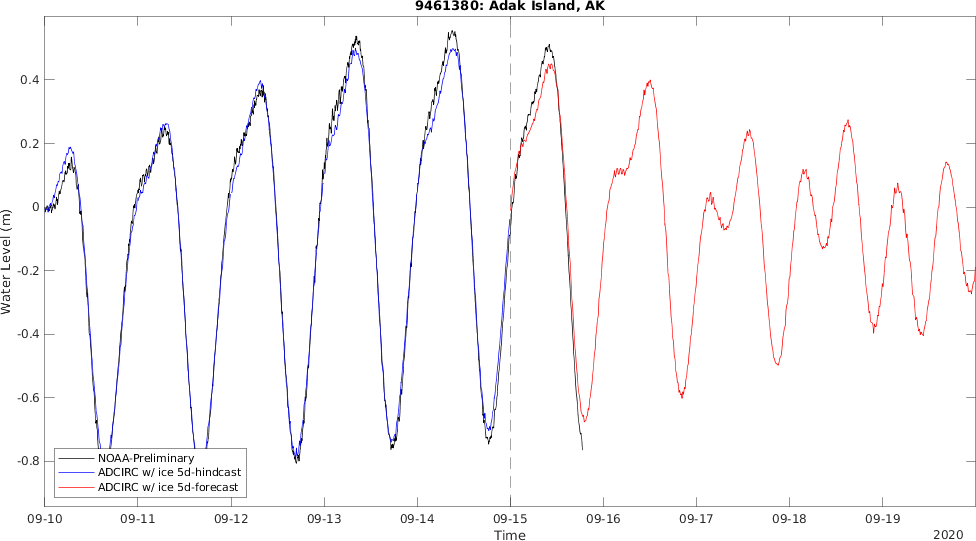 9461380: Adak Island, AK
Water Level (m)
0.4
0.2
0
-0.2
-0.4
-0.6
-0.8
NOAA-Preliminary
ADCIRC w/ ice 5d-hindcast
ADCIRC w/ ice 5d-forecast
09-10 09-11 09-12 09-13 09-14 09-15 09-16 09-17 09-18 09-19
Time
2020